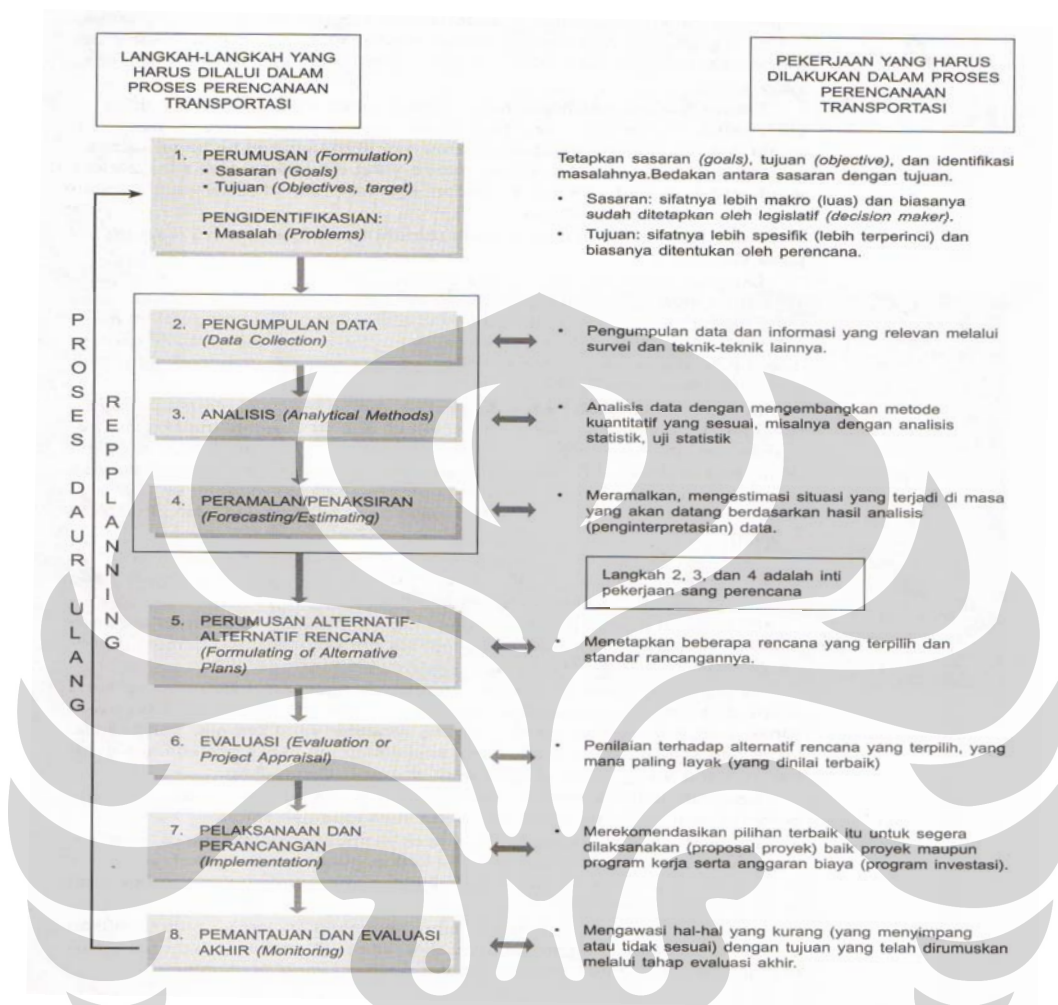 LANGKAH-LANGKAH YANG
HARUS DILALUI DALAM
PROSES PERENCANAAN
TRANSPORTASI
PEKERJAAN YANG HARUS
DILAKUKAN DALAM PROSES
PERENCANAAN
TRANSPORTASI
1. PERUMUSAN (Formulation)
• Sasaran (Goals)
• Tujuan (Objectives, target)
PENGIDENTIFIKASIAN:
• Masalah (Problems)
Tetapkan sasaran (goals), tujuan (objective), dan identifikasi
masalahnya.Bedakan antara sasaran dengan tujuan.
• Sasaran: sifatnya lebih makro (luas) dan biasanya
sudah ditetapkan oleh legislatif (decision maker).
• Tujuan: sifatnya lebih spesifik (lebih terperinci) dan
biasanya ditentukan oleh perencana.
PROSES DAUR ULANG
REPPLANNING
2. PENGUMPULAN DATA
(Data Collection)
• Pengumpulan data dan informasi yang relevan melalui
survei dan teknik-teknik lainnya.
3. ANALISIS (Analytical Methods)
• Analisis data dengan mengembangkan metode
kuantitatif yang sesuai, misalnya dengan analisis
statistik, uji statistik
4. PERAMALAN/PENAKSIRAN
(Forecasting/Estimating)
• Meramalkan, mengestimasi situasi yang terjadi di masa
yang akan datang berdasarkan hasil analisis
(penginterpretasian) data.
Langkah 2, 3, dan 4 adalah inti
pekerjaan sang perencana
5. PERUMUSAN ALTERNATIF-
ALTERNATIF RENCANA
(Formulating of Alternative
Plans)
• Menetapkan beberapa rencana yang terpilih dan
standar rancangannya.
6. EVALUASI (Evaluation or
Project Appraisal)
• Penilaian terhadap alternatif rencana yang terpilih, yang
mana paling layak (yang dinilai terbaik)
7. PELAKSANAAN DAN
PERANCANGAN
(Implementation)
• Merekomendasikan pilihan terbaik itu untuk segera
dilaksanakan (proposal proyek) baik proyek maupun
program kerja serta anggaran biaya (program investasi).
8. PEMANTAUAN DAN EVALUASI
AKHIR (Monitoring)
• Mengawasi hal-hal yang kurang (yang menyimpang
atau tidak sesuai) dengan tujuan yang telah dirumuskan
melalui tahap evaluasi akhir.